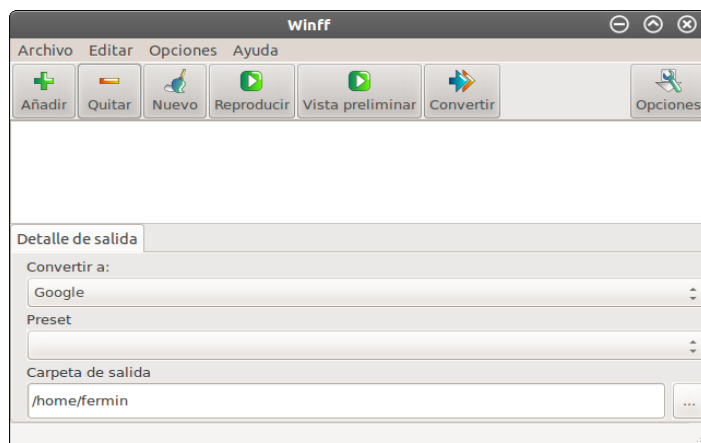 Winff
Archivo Editar Opciones Ayuda
Añadir Quitar Nuevo Reproducir Vista preliminar Convertir Opciones
Detalle de salida
Convertir a:
Google
Preset
Carpeta de salida
/home/fermin
...